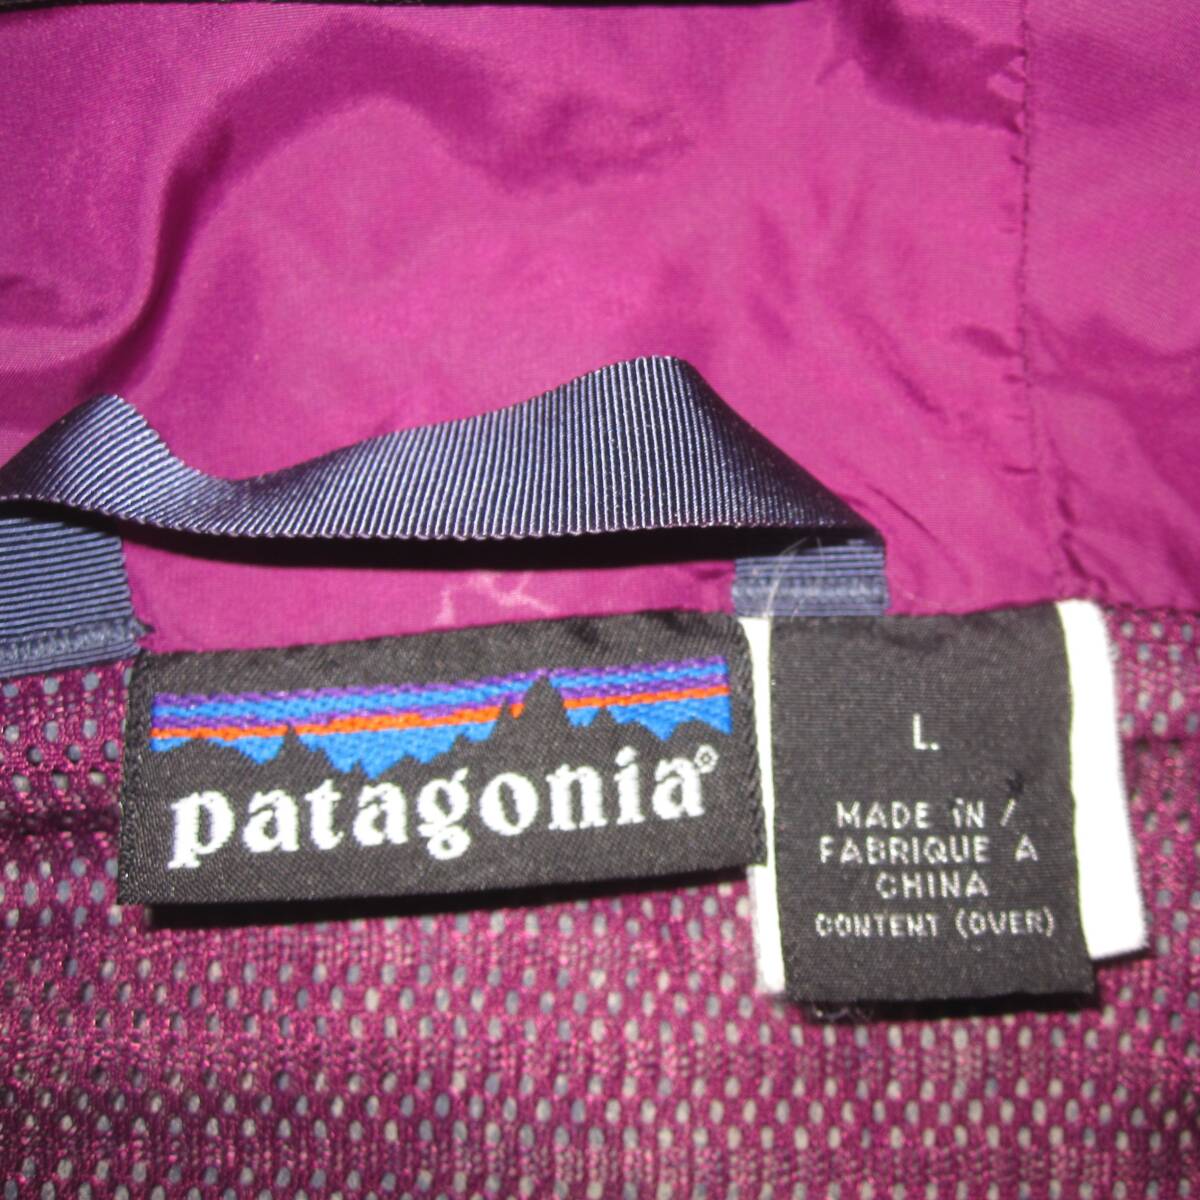 patagonia®
L.
MADE iN /
FABRIQUE A
CHINA
CONTENT (OVER)